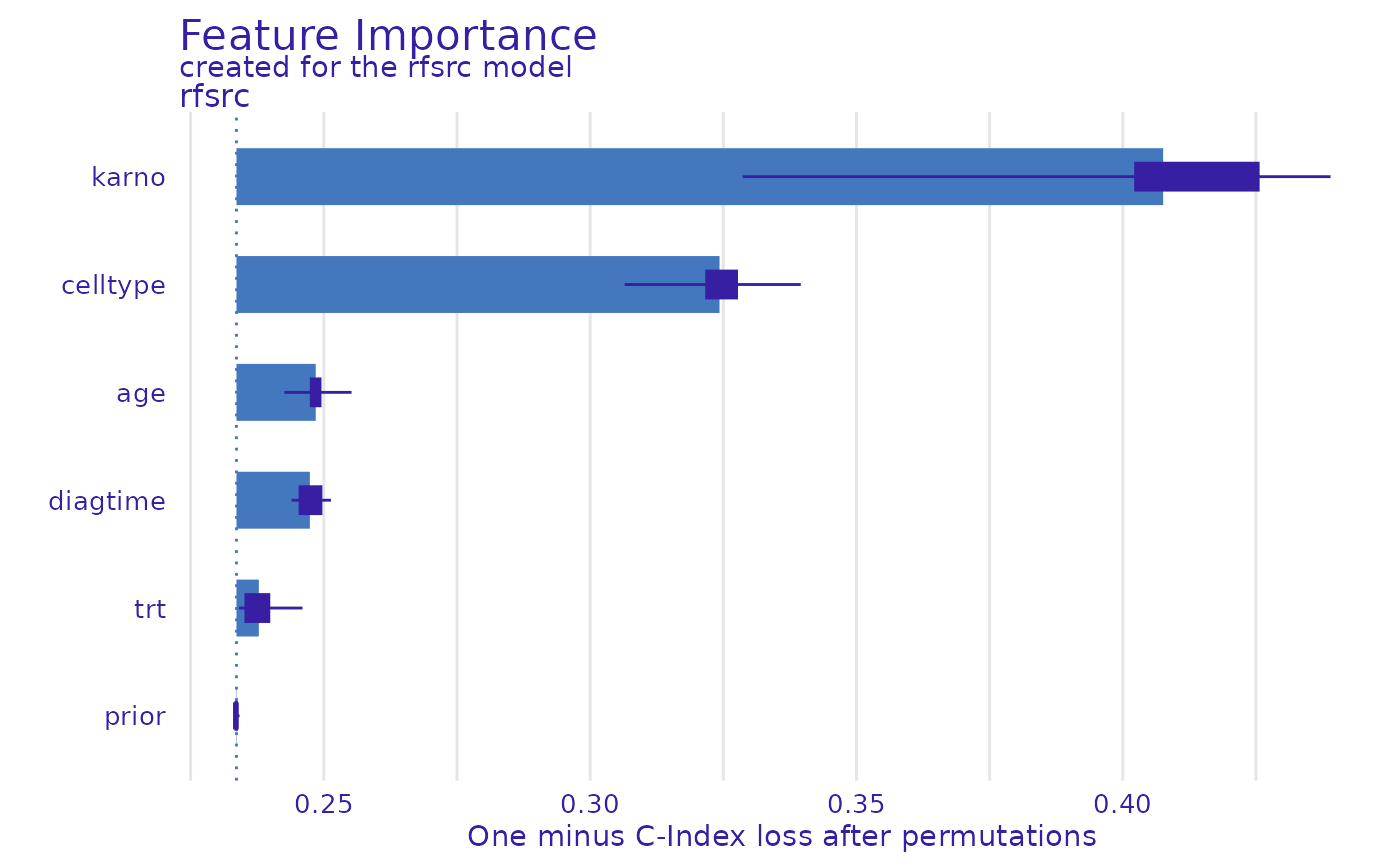 Feature Importance
created for the rfsrc model
rfsrc
karno
celltype
age
diagtime
trt
prior
0.25 0.30 0.35 0.40
One minus C-Index loss after permutations